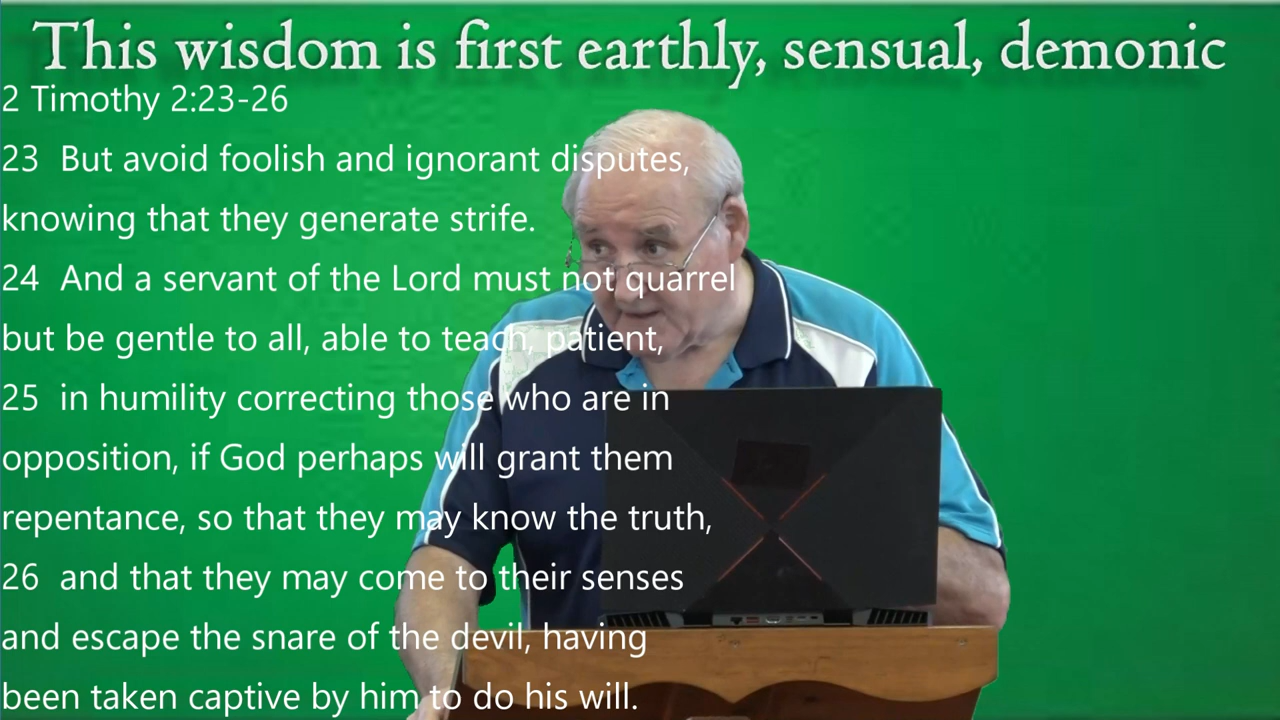 This wisdom is first earthly, sensual, demonic
2 Timothy 2:23-26
23 But avoid foolish and ignorant disputes,
knowing that they generate strife.
24 And a servant of the Lord must not quarrel
but be gentle to all, able to teach, patient,
25 in humility correcting those who are in
opposition, if God perhaps will grant them
repentance, so that they may know the truth,
26 and that they may come to their senses
and escape the snare of the devil, having
been taken captive by him to do his will.